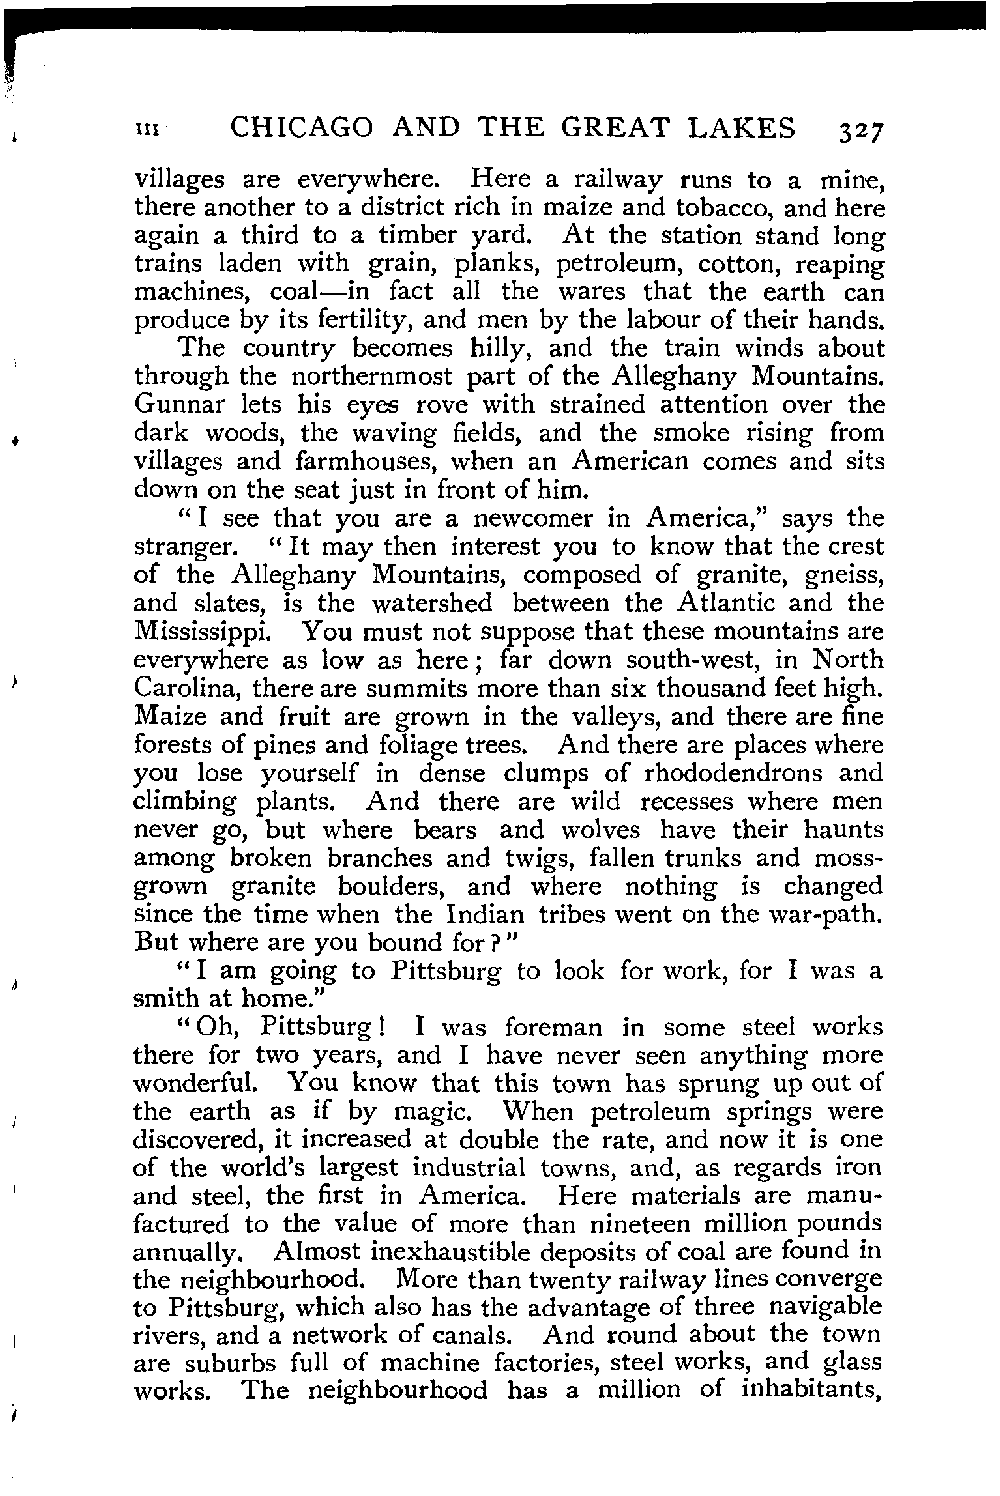 III CHICAGO AND THE GREAT LAKES 327
villages are everywhere. Here a railway runs to a mine,
there another to a district rich in maize and tobacco, and here
again a third to a timber yard. At the station stand long
trains laden with grain, planks, petroleum, cotton, reaping
machines, coal—in fact all the wares that the earth can
produce by its fertility, and men by the labour of their hands.
The country becomes hilly, and the train winds about
through the northernmost part of the Alleghany Mountains.
Gunnar lets his eyes rove with strained attention over the
dark woods, the waving fields, and the smoke rising from
villages and farmhouses, when an American comes and sits
down on the seat just in front of him.
"I see that you are a newcomer in America," says the
stranger. "It may then interest you to know that the crest
of the Alleghany Mountains, composed of granite, gneiss,
and slates, is the watershed between the Atlantic and the
Mississippi. You must not suppose that these mountains are
everywhere as low as here; far down south-west, in North
Carolina, there are summits more than six thousand feet high.
Maize and fruit are grown in the valleys, and there are fine
forests of pines and foliage trees. And there are places where
you lose yourself in dense clumps of rhododendrons and
climbing plants. And there are wild recesses where men
never go, but where bears and wolves have their haunts
among broken branches and twigs, fallen trunks and moss-
grown granite boulders, and where nothing is changed
since the time when the Indian tribes went on the war-path.
But where are you bound for?"
"I am going to Pittsburg to look for work, for I was a
smith at home."
"Oh, Pittsburg! I was foreman in some steel works
there for two years, and I have never seen anything more
wonderful. You know that this town has sprung up out of
the earth as if by magic. When petroleum springs were
discovered, it increased at double the rate, and now it is one
of the world's largest industrial towns, and, as regards iron
and steel, the first in America. Here materials are manu-
factured to the value of more than nineteen million pounds
annually. Almost inexhaustible deposits of coal are found in
the neighbourhood. More than twenty railway lines converge
to Pittsburg, which also has the advantage of three navigable
rivers, and a network of canals. And round about the town
are suburbs full of machine factories, steel works, and glass
works. The neighbourhood has a million of inhabitants,